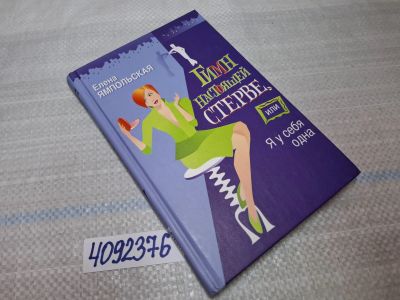 Елена
ЯМПОЛЬСКАЯ
ГИМН
НАСТОЯЩЕЙ
СТЕРВЕ,
ИЛИ
Я у себя
одна
4092376